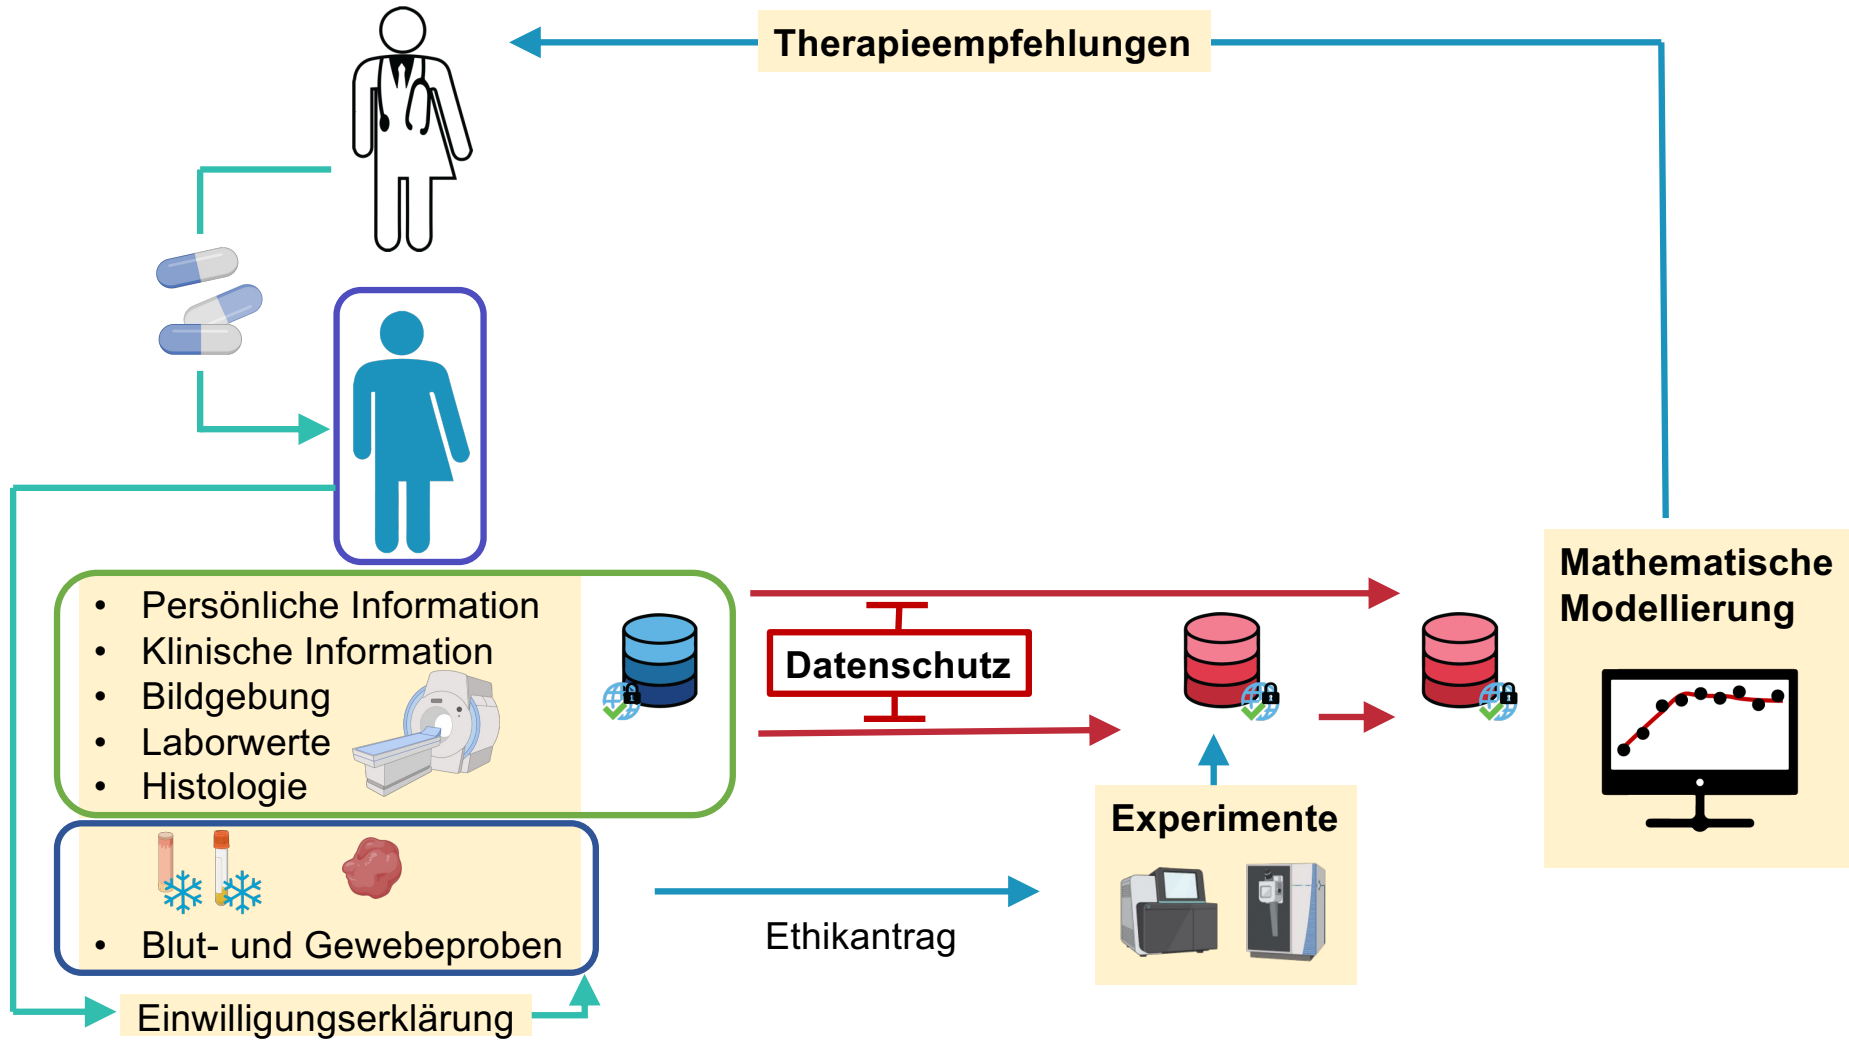 Therapieempfehlungen
• Persönliche Information
• Klinische Information
• Bildgebung
• Laborwerte
• Histologie
Datenschutz
Mathematische
Modellierung
Experimente
• Blut- und Gewebeproben
Ethikantrag
Einwilligungserklärung